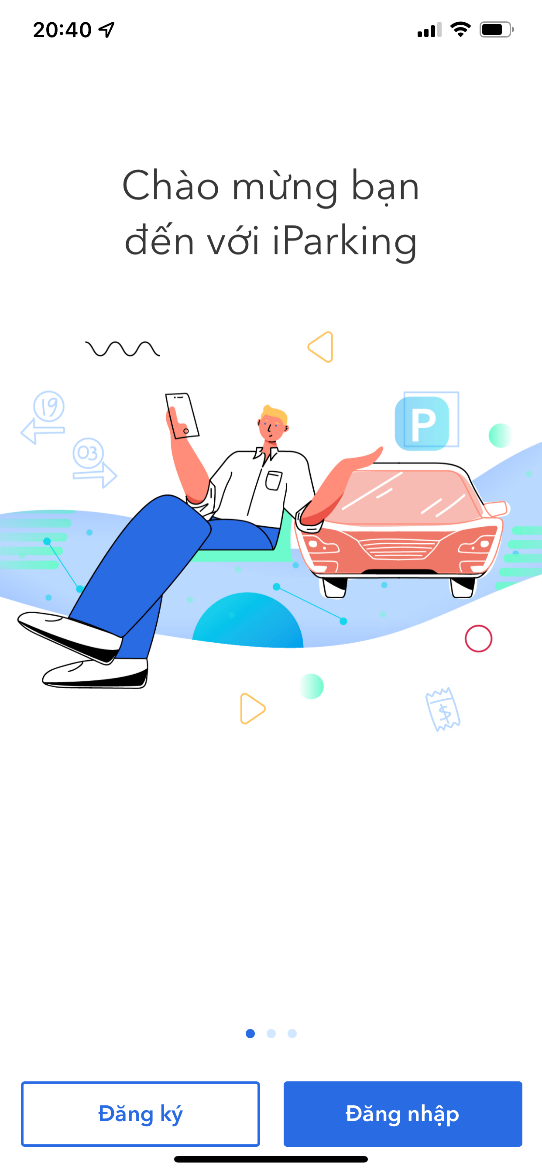 20:40
Chào mừng bạn
đến với iParking
19
P
03
$
Đăng ký
Đăng nhập